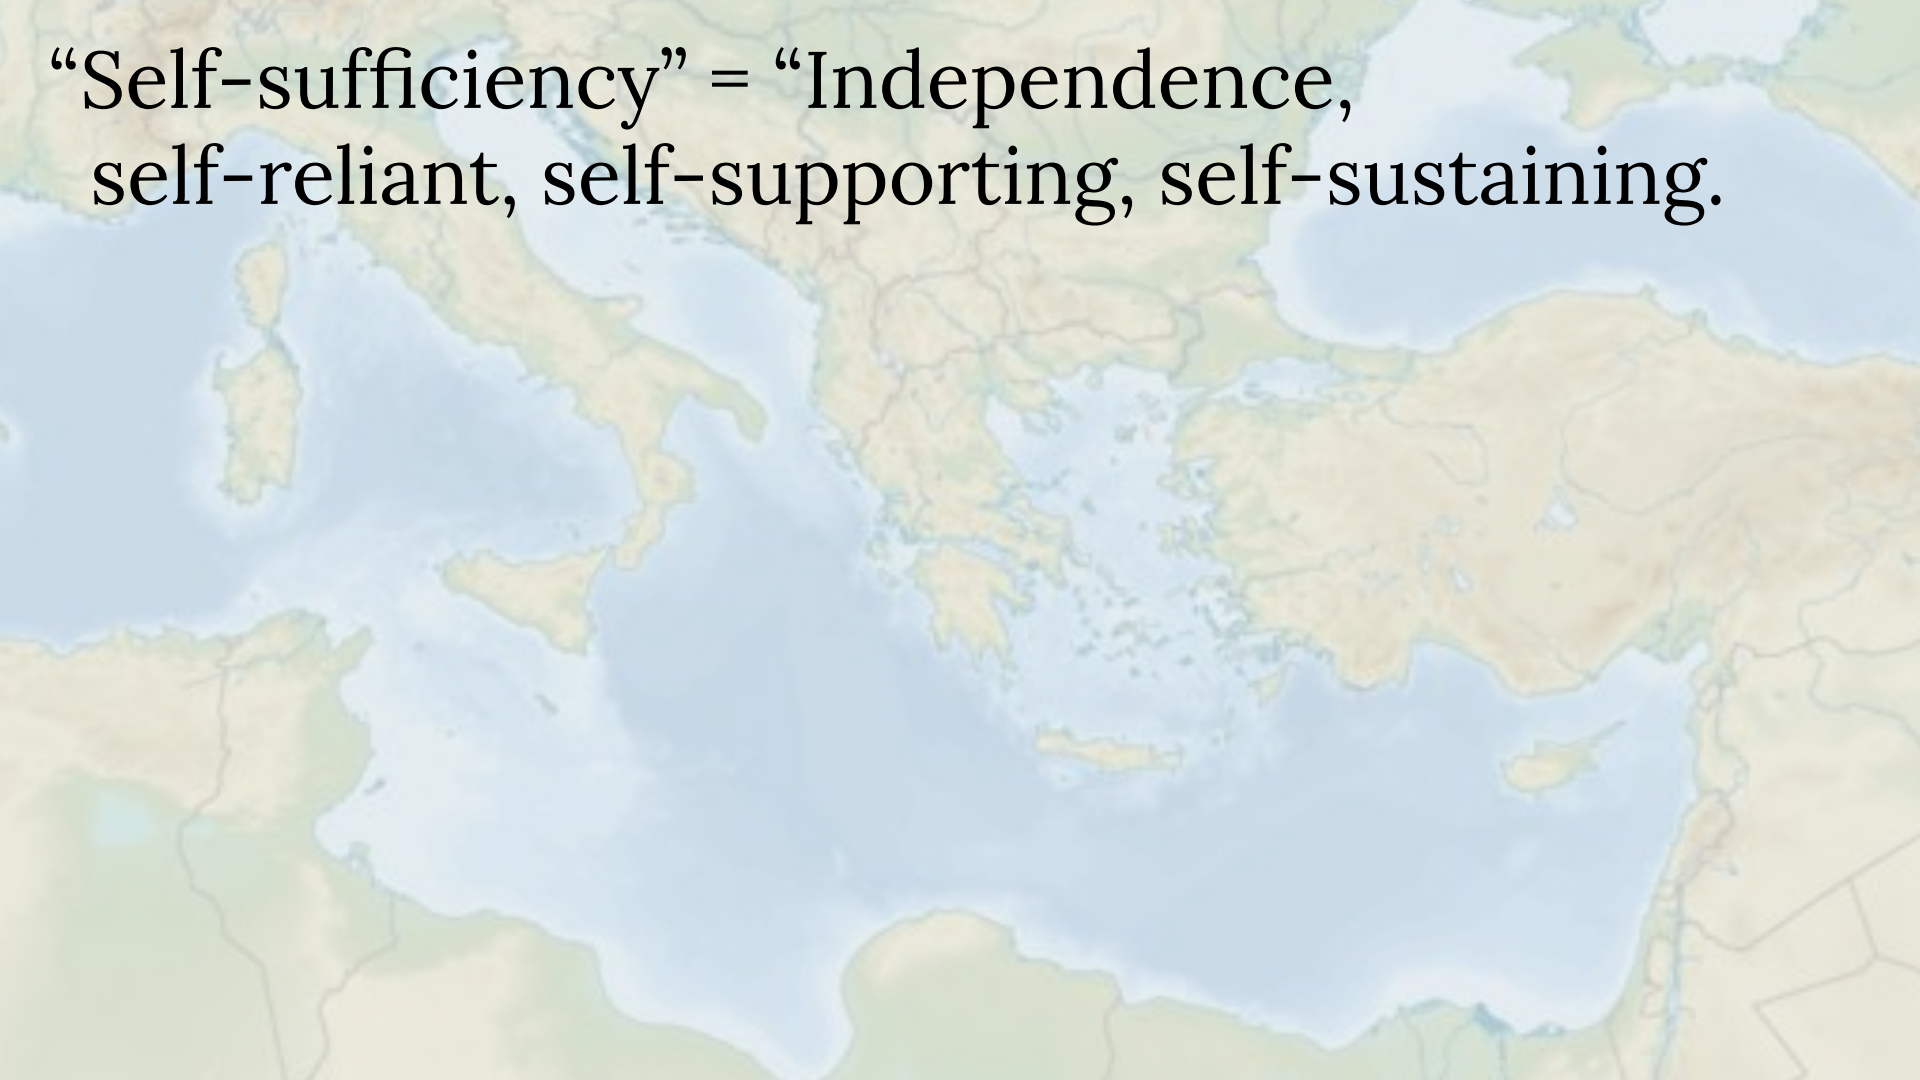 “Self-sufficiency” = “Independence,
self-reliant, self-supporting, self-sustaining.